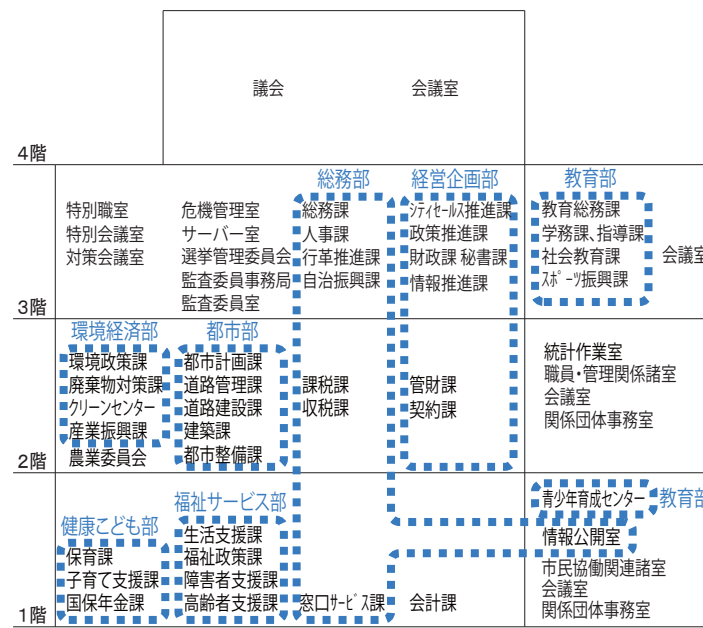 議会
会議室
4階
総務部
経営企画部
教育部
特別職室
特別会議室
対策会議室
危機管理室
サーバー室
選挙管理委員会
監査委員事務局
監査委員室
総務課
人事課
行革推進課
自治振興課
シティセールス推進課
政策推進課
財政課 秘書課
情報推進課
教育総務課
学務課、指導課
社会教育課
スポーツ振興課
会議室
3階
環境経済部
都市部
環境政策課
廃棄物対策課
クリーンセンター
産業振興課
農業委員会
都市計画課
道路管理課
道路建設課
建築課
都市整備課
課税課
収税課
管財課
契約課
統計作業室
職員・管理関係諸室
会議室
関係団体事務室
2階
健康こども部
福祉サービス部
保育課
子育て支援課
国保年金課
生活支援課
福祉政策課
障害者支援課
高齢者支援課
窓口サービス課
会計課
青少年育成センター
教育部
情報公開室
市民協働関連諸室
会議室
関係団体事務室
1階